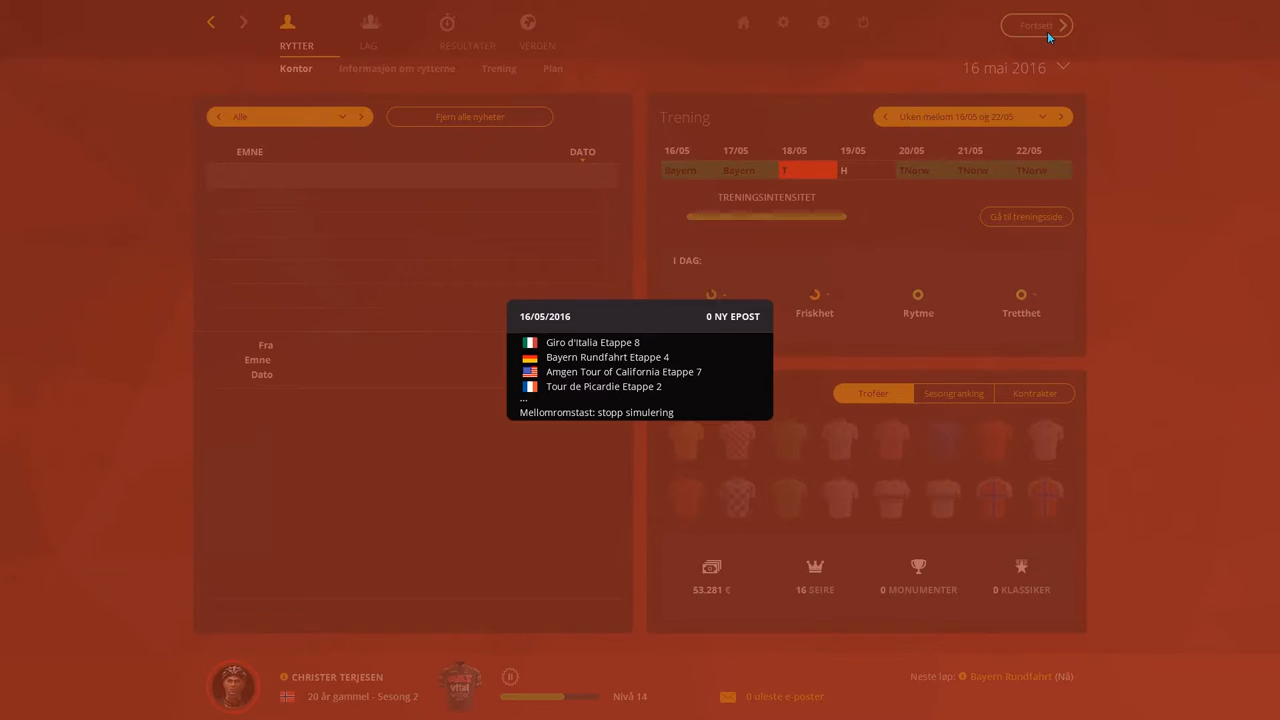 Fortsett
RYTTER
LAG
RESULTATER
VERDEN
Kontor
Informasjon om rytterne
Trening
Plan
16 mai 2016
Alle
Fjern alle nyheter
EMNE
DATO
Fra
Emne
Dato
Trening
Uken mellom 16/05 og 22/05
16/05 17/05 18/05 19/05 20/05 21/05 22/05
Bayern Bayern T H TNorw TNorw TNorw
TRENINGSINTENSITET
Gå til treningsside
I DAG:
Friskhet
Rytme
Tretthet
16/05/2016
0 NY EPOST
Giro d'Italia Etappe 8
Bayern Rundfahrt Etappe 4
Amgen Tour of California Etappe 7
Tour de Picardie Etappe 2
...
Mellomromstast: stopp simulering
Troféer
Sesongranking
Kontrakter
53.281 €
16 SEIRE
0 MONUMENTER
0 KLASSIKER
CHRISTER TERJESEN
20 år gammel - Sesong 2
vital
Nivå 14
0 uleste e-poster
Neste løp: Bayern Rundfahrt (Nå)